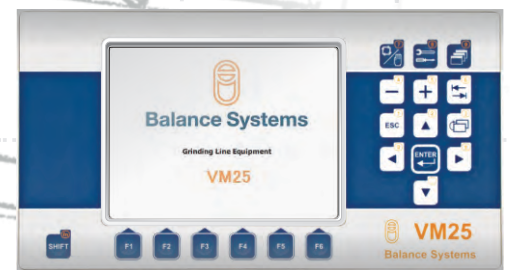 Balance Systems
Grinding Line Equipment
VM25
ESC
ENTER
SHIFT
F1
F2
F3
F4
F5
F6
VM25
Balance Systems